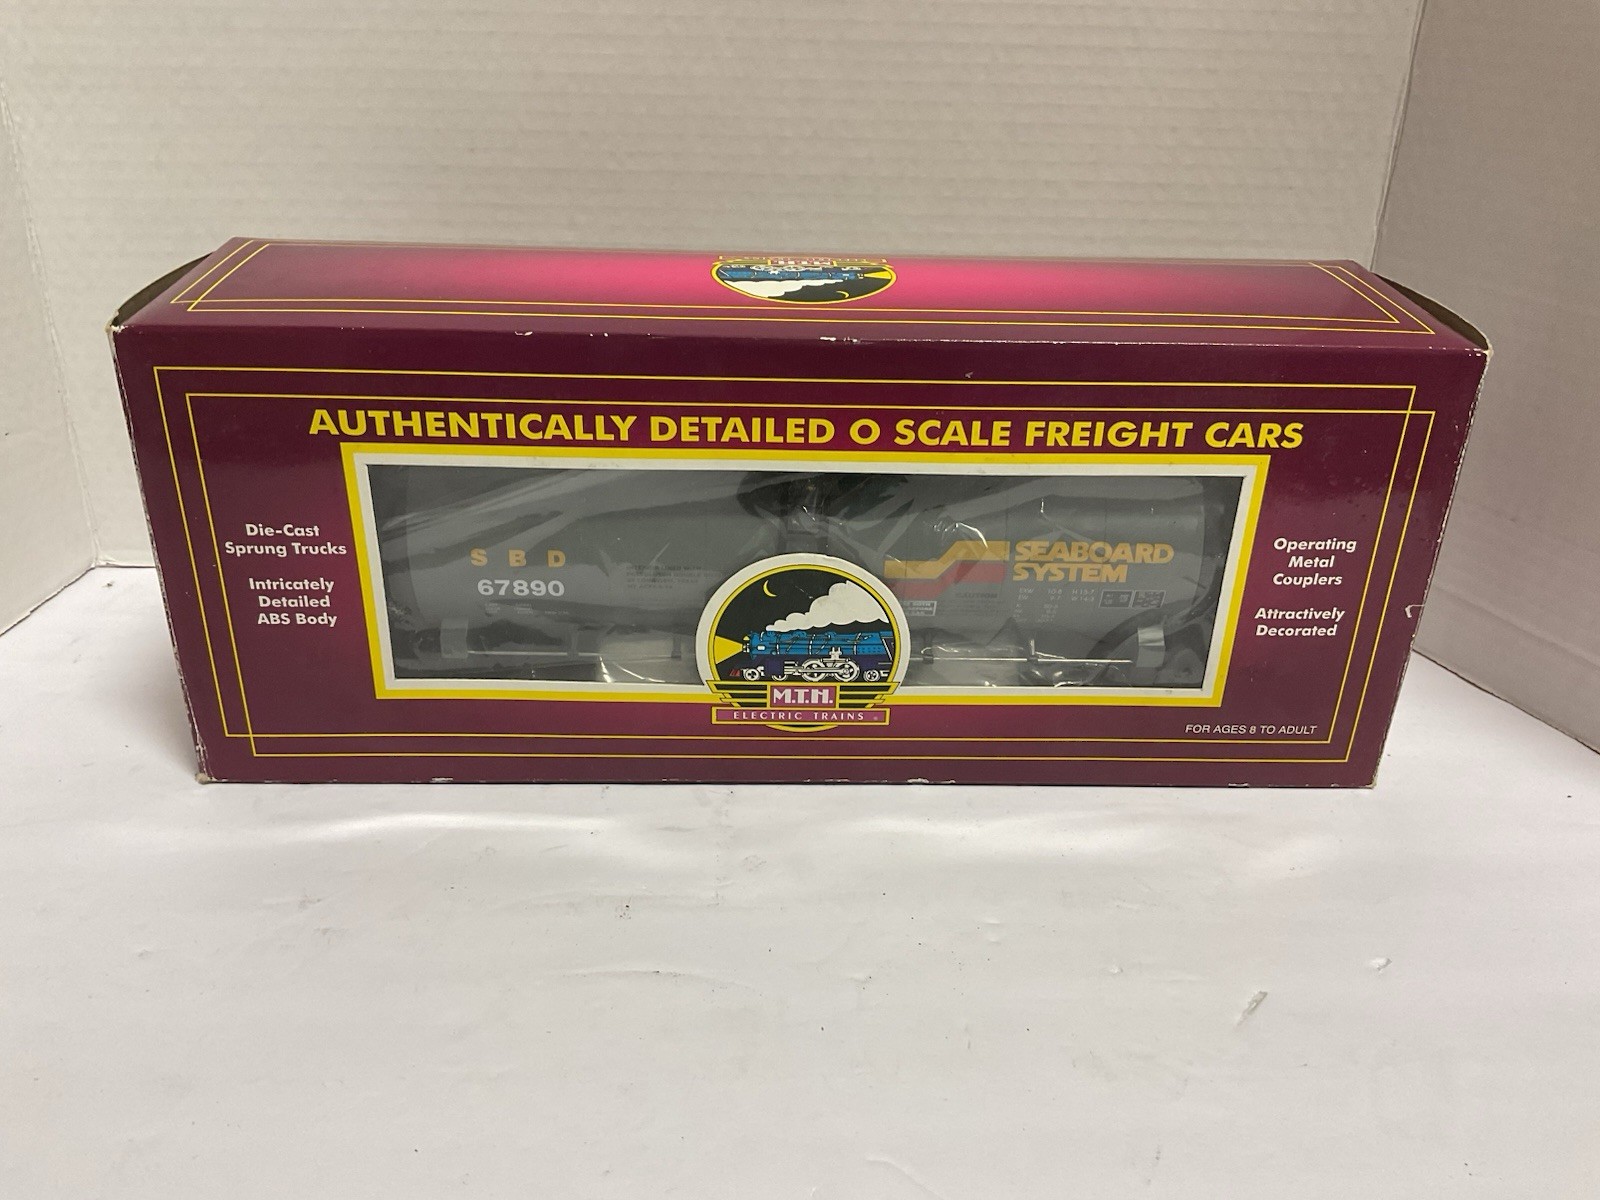 AUTHENTICALLY DETAILED O SCALE FREIGHT CARS
Die-Cast
Sprung Trucks
Intricately
Detailed
ABS Body
S B D
67890
SEABOARD
SYSTEM
Operating
Metal
Couplers
Attractively
Decorated
M.T.H.
ELECTRIC TRAINS
FOR AGES 8 TO ADULT